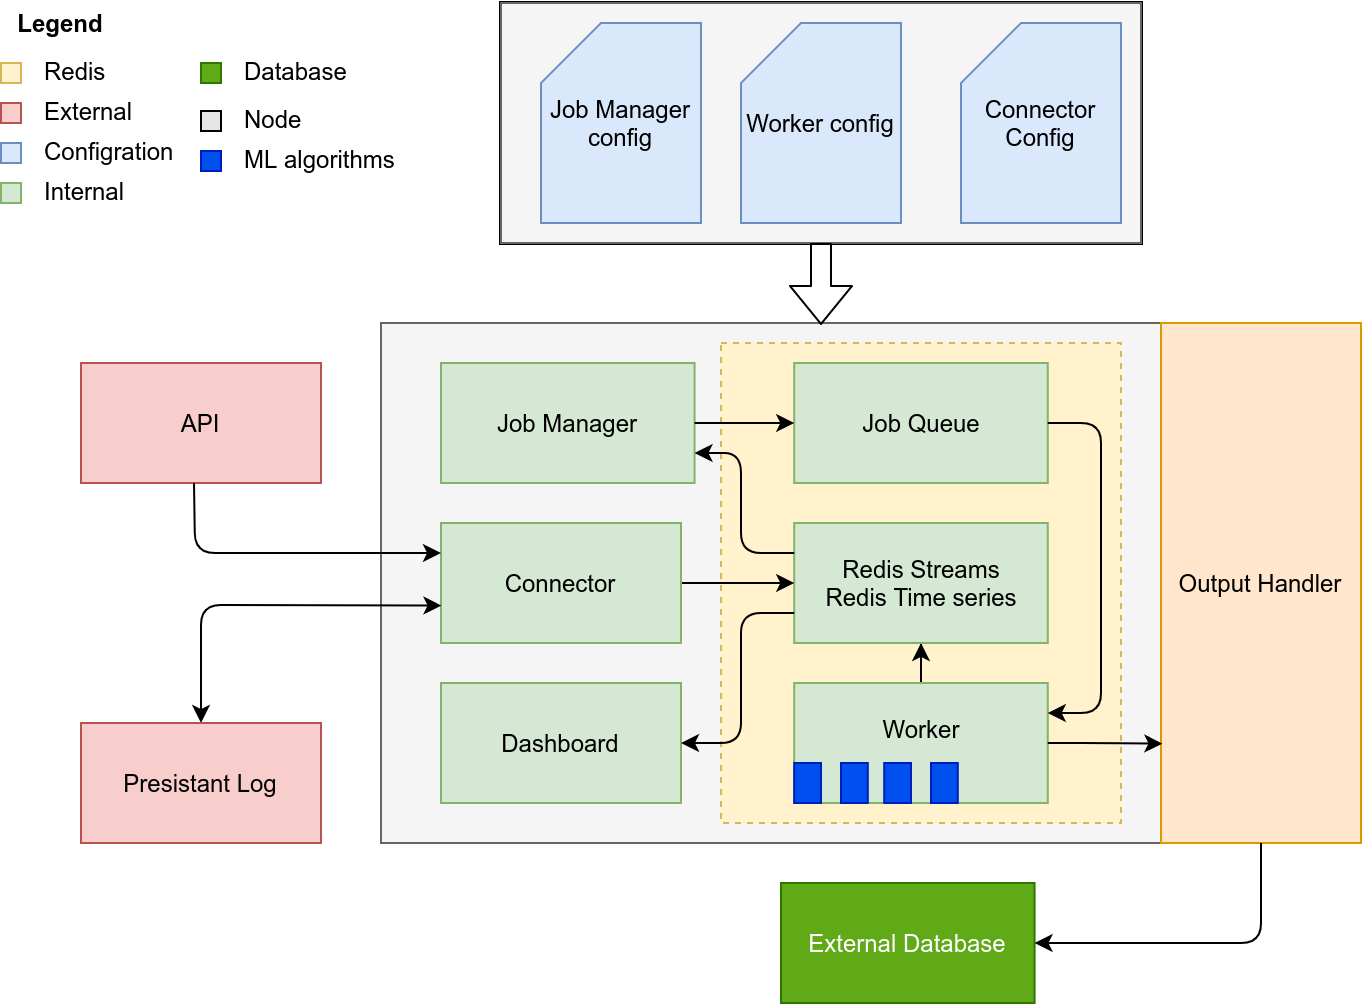 Legend
Redis
External
Configration
Internal
Database
Node
ML algorithms
Job Manager
config
Worker config
Connector
Config
API
Presistant Log
Job Manager
Connector
Dashboard
Job Queue
Redis Streams
Redis Time series
Worker
Output Handler
External Database